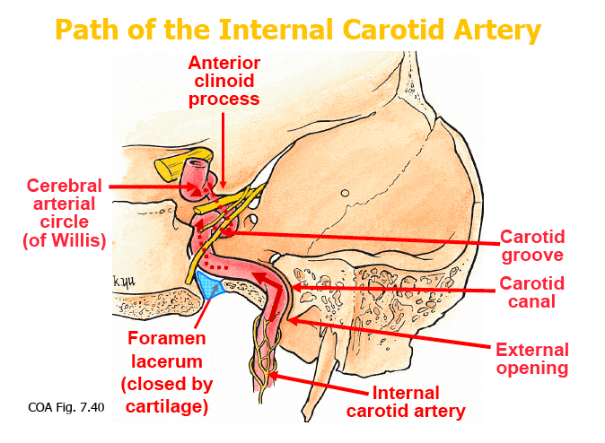 Path of the Internal Carotid Artery
Anterior
clinoid
process
Cerebral
arterial
circle
(of Willis)
Carotid
groove
k.yu
Carotid
canal
Foramen
lacerum
(closed by
cartilage)
External
opening
Internal
carotid artery
COA Fig. 7.40